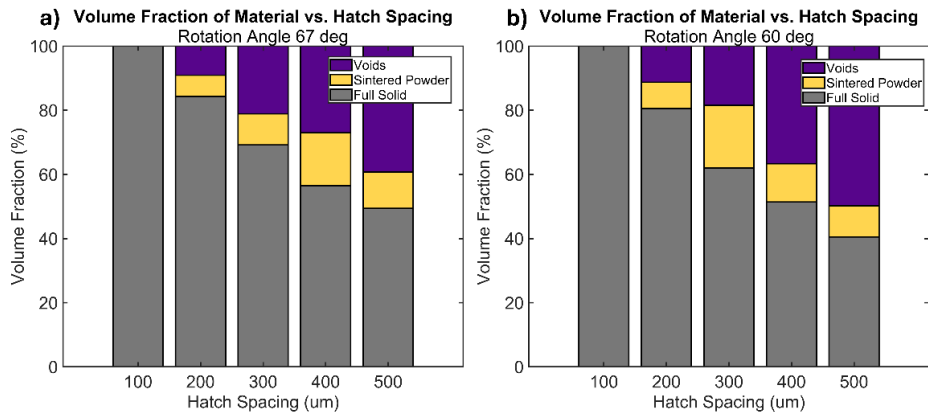 a)
Volume Fraction of Material vs. Hatch Spacing
Rotation Angle 67 deg
Voids
Sintered Powder
Full Solid
100
80
60
40
20
0
Volume Fraction (%)
100 200 300 400 500
Hatch Spacing (um)
b)
Volume Fraction of Material vs. Hatch Spacing
Rotation Angle 60 deg
Voids
Sintered Powder
Full Solid
100
80
60
40
20
0
Volume Fraction (%)
100 200 300 400 500
Hatch Spacing (um)